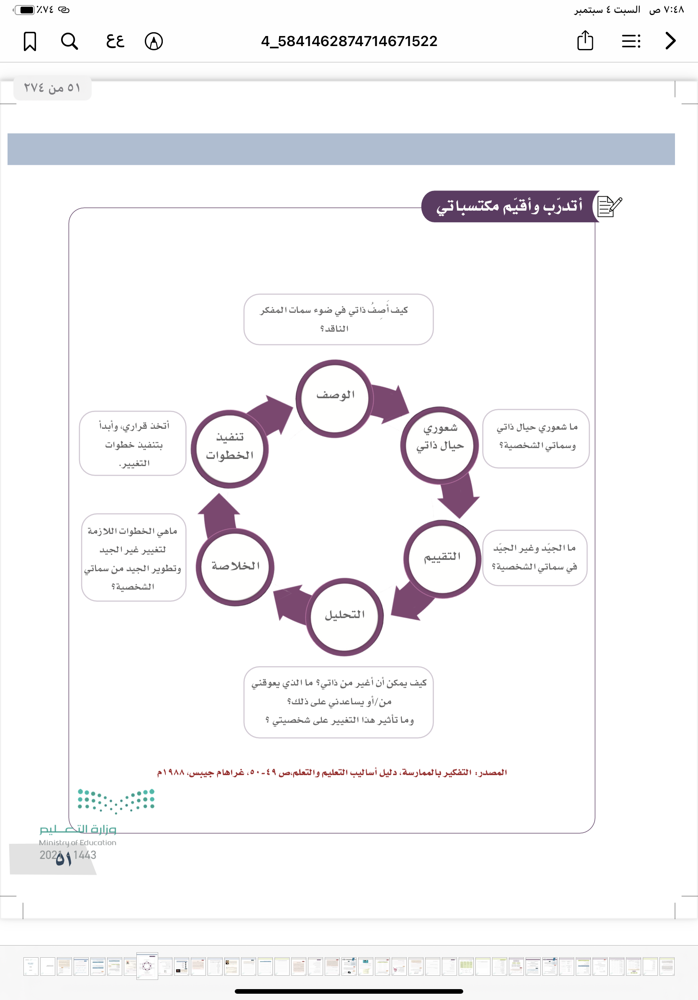 ٧:٤٨ ص السبت ٤ سبتمبر
٪٧٤
عع
4_5841462874714671522
٥١ من ٢٧٤
أتدرّب وأقيّم مكتسباتي
كيف أَصِفُ ذاتي في ضوء سمات المفكر
الناقد؟
الوصف
شعوري
حيال ذاتي
ما شعوري حيال ذاتي
وسماتي الشخصية؟
التقييم
ما الجيّد وغير الجيّد
في سماتي الشخصية؟
التحليل
كيف يمكن أن أغير من ذاتي؟ ما الذي يعوقني
من/أو يساعدني على ذلك؟
وما تأثير هذا التغيير على شخصيتي ؟
الخلاصة
ماهي الخطوات اللازمة
لتغيير غير الجيد
وتطوير الجيد من سماتي
الشخصية؟
تنفيذ
الخطوات
أتخذ قراري، وأبدأ
بتنفيذ خطوات
التغيير.
المصدر: التفكير بالممارسة، دليل أساليب التعليم والتعلم،ص ٤٩-٥٠، غراهام جيبس، ١٩٨٨م
وزارة التعليم
Ministry of Education
2021 - 1443
٥١